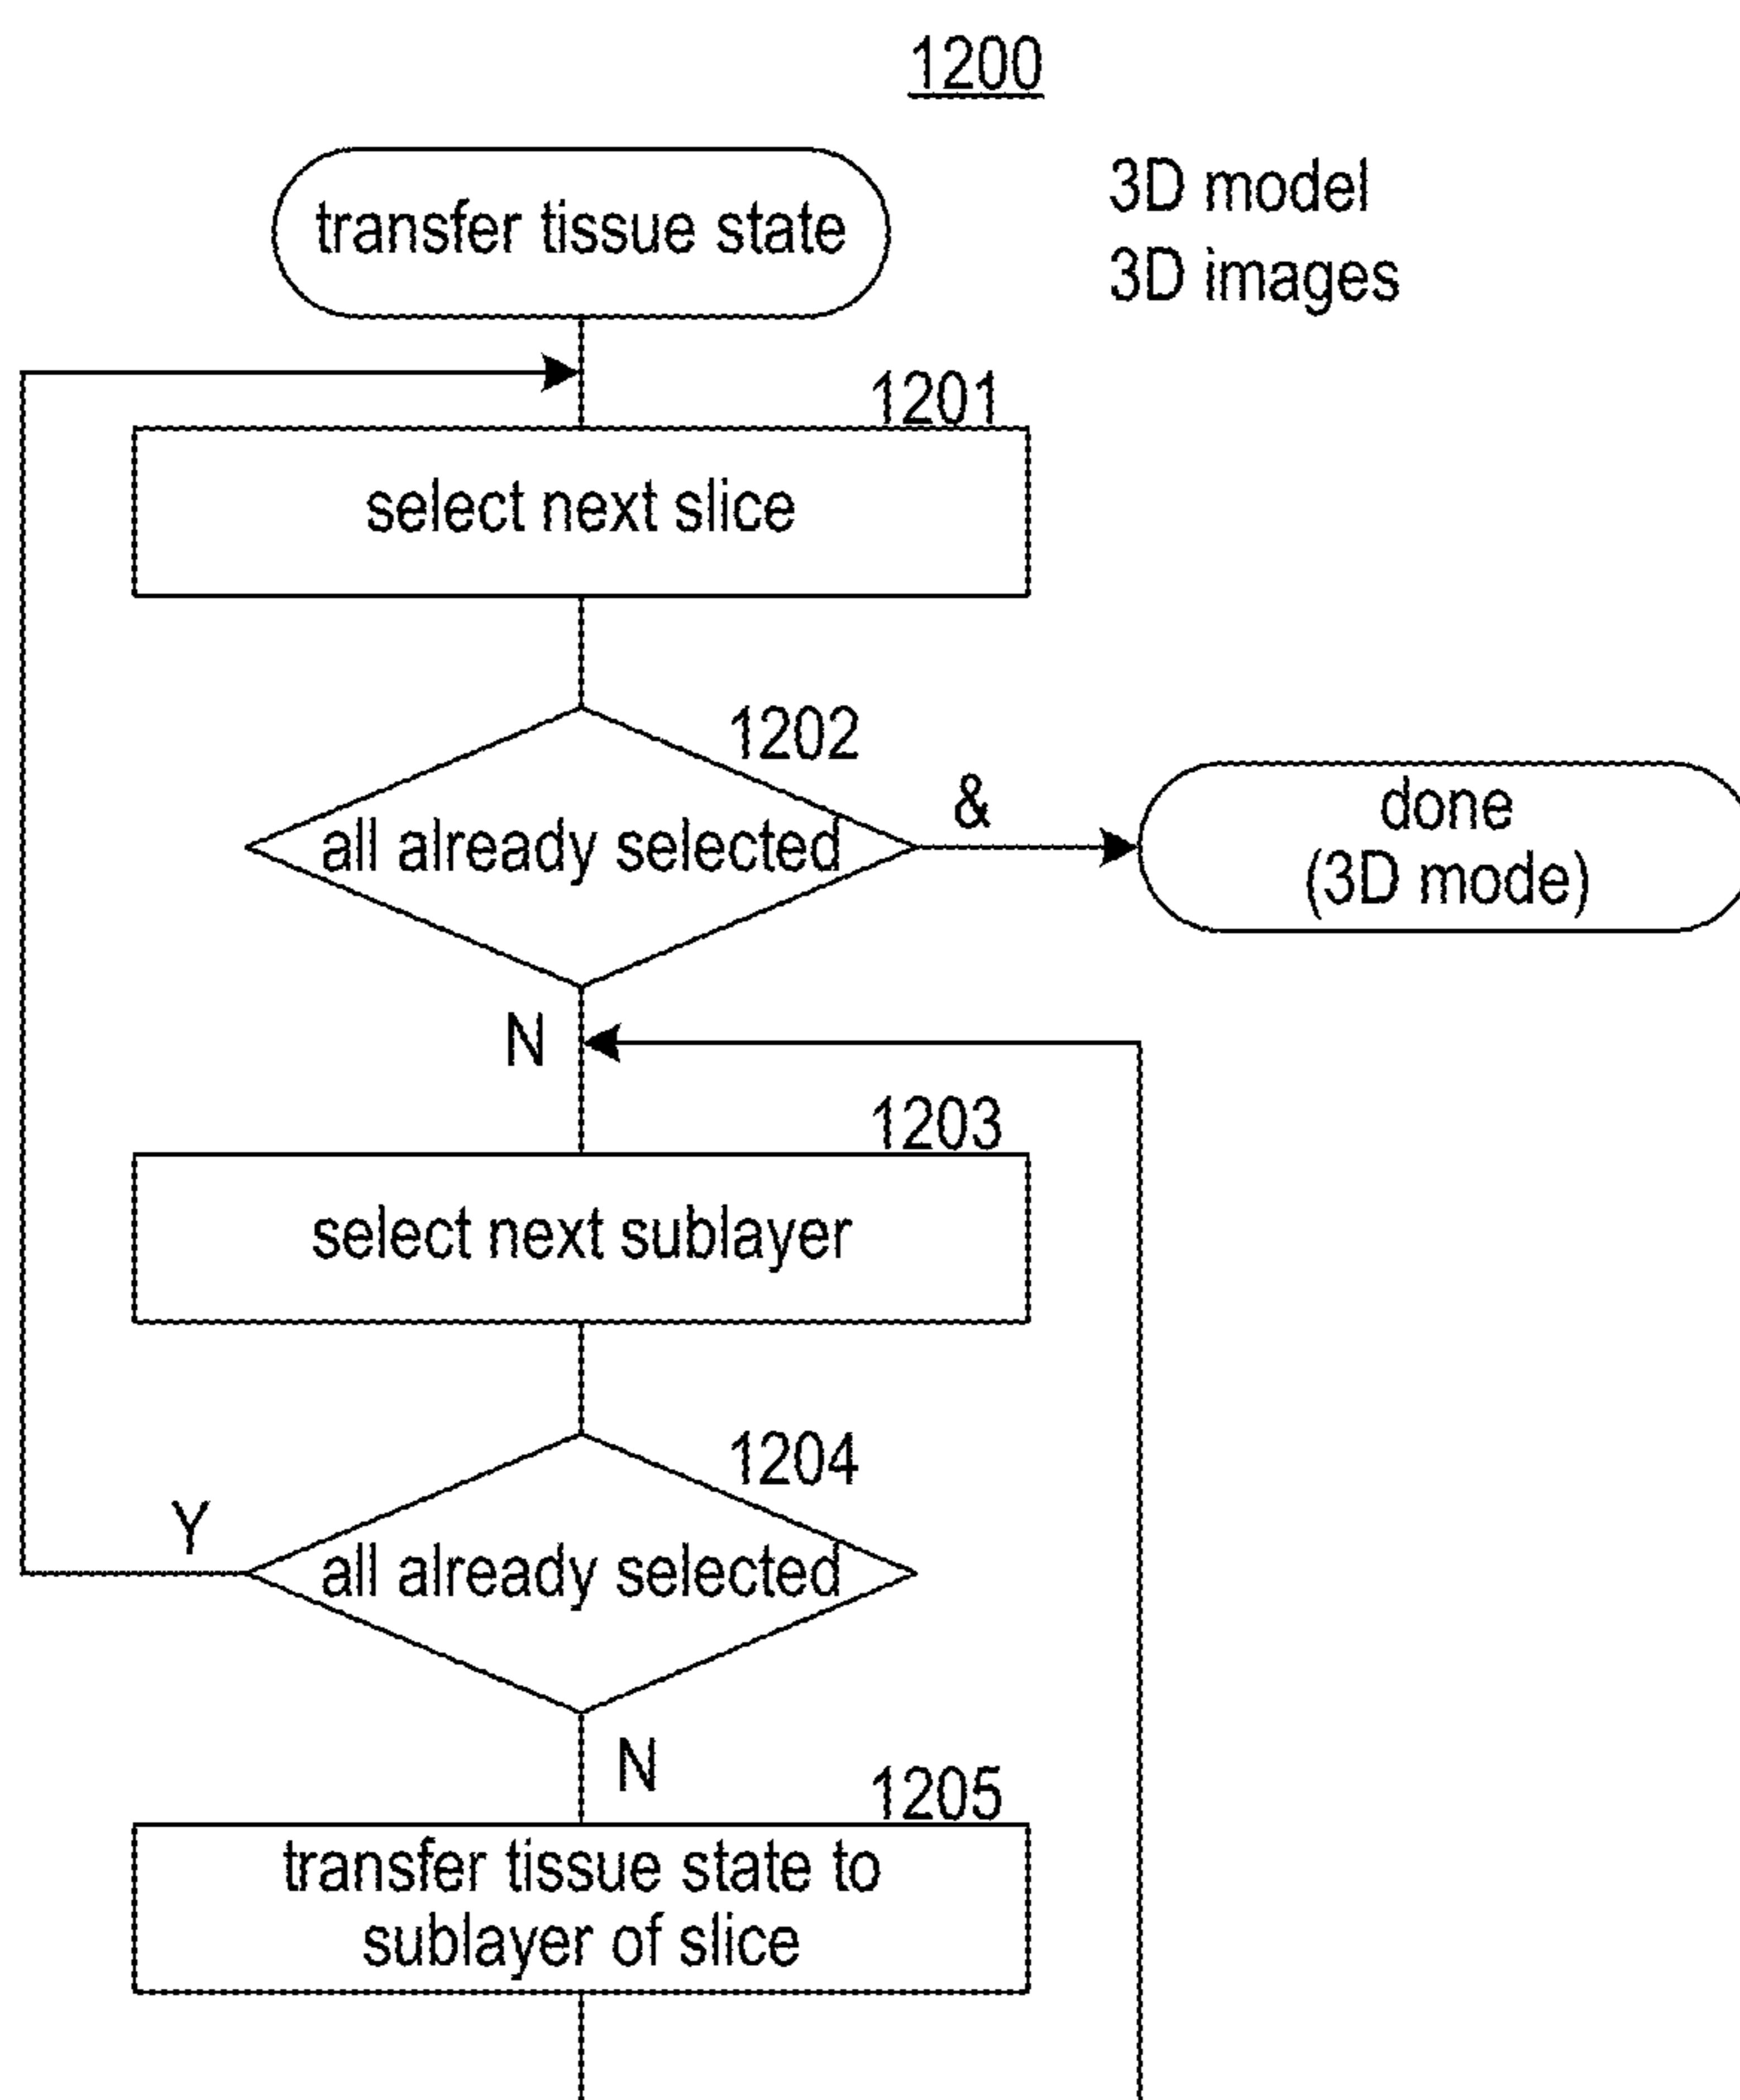 1200
transfer tissue state
3D model
3D images
1201
select next slice
1202
all already selected
&
done
(3D mode)
N
1203
select next sublayer
1204
all already selected
Y
N
1205
transfer tissue state to
sublayer of slice